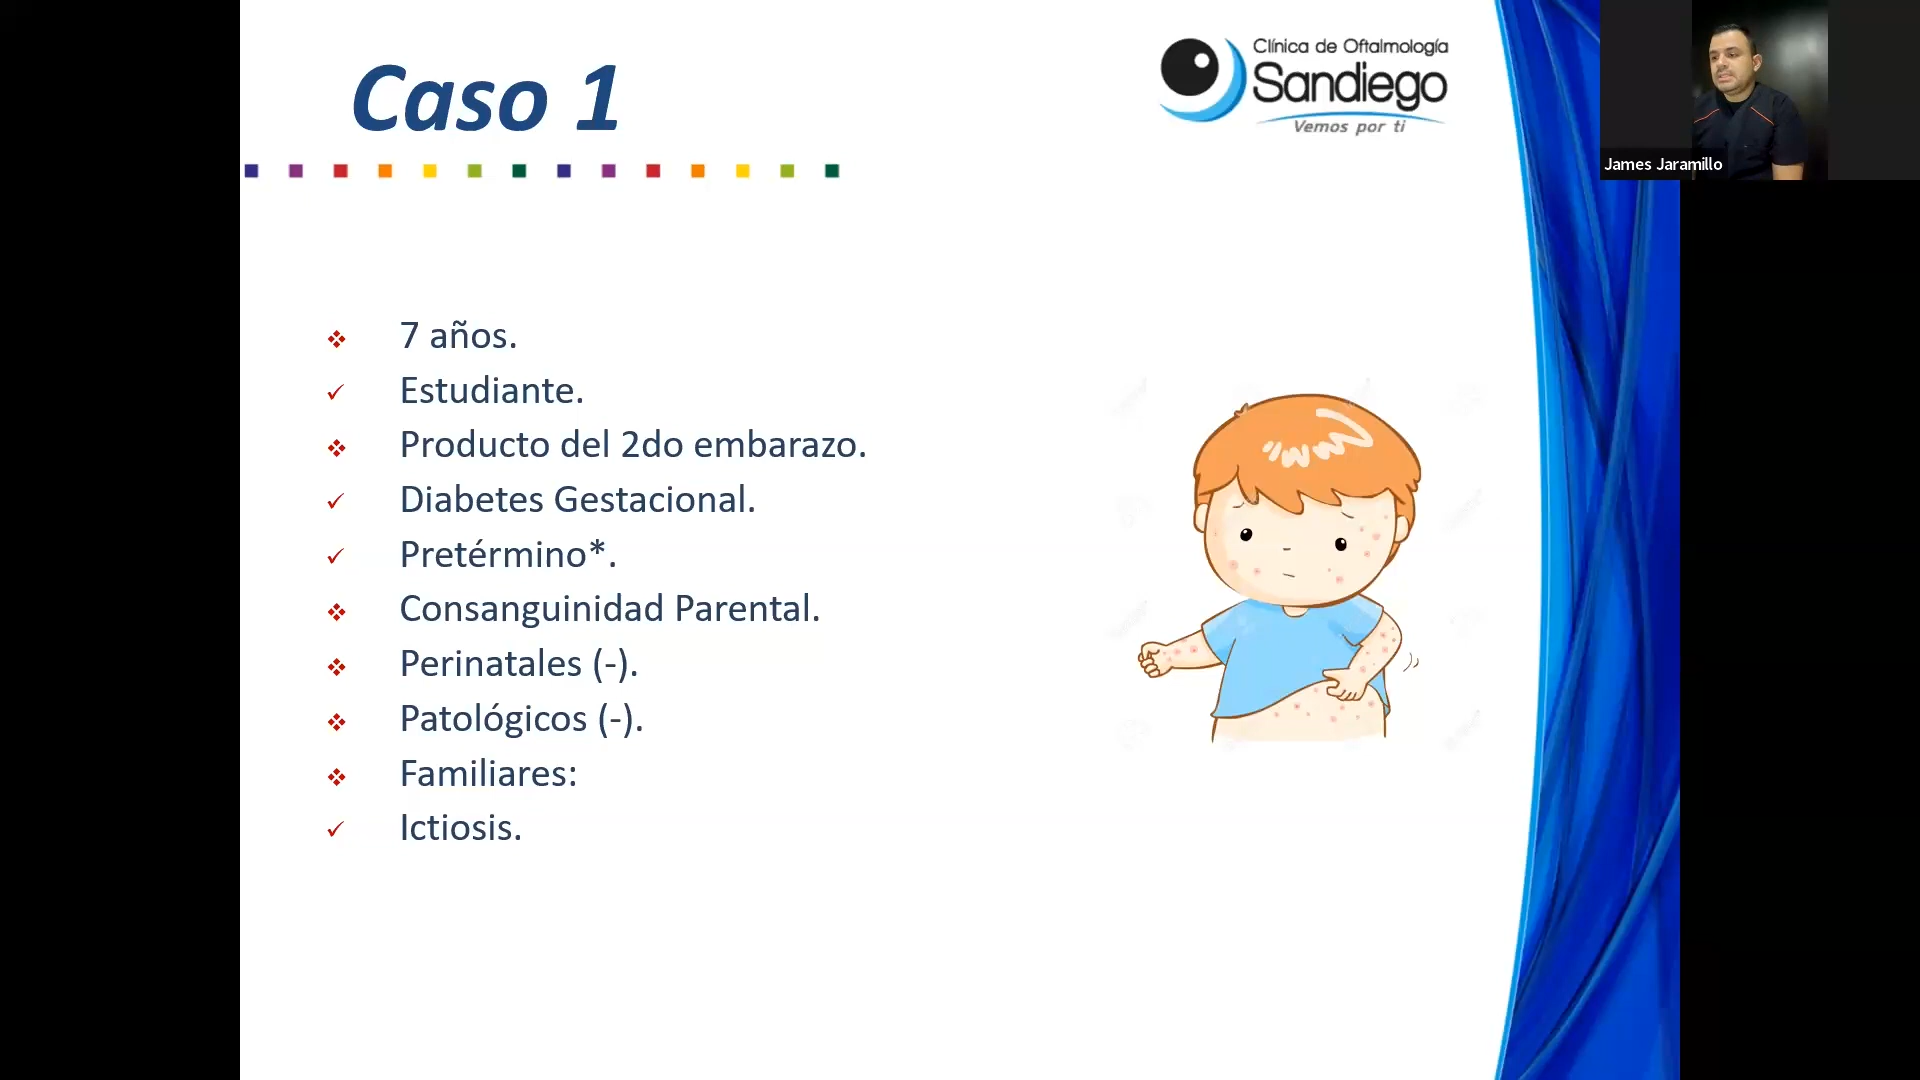 Caso 1
Clínica de Oftalmología
Sandiego
Vemos por ti
James Jaramillo
7 años.
Estudiante.
Producto del 2do embarazo.
Diabetes Gestacional.
Pretérmino*.
Consanguinidad Parental.
Perinatales (-).
Patológicos (-).
Familiares:
Ictiosis.